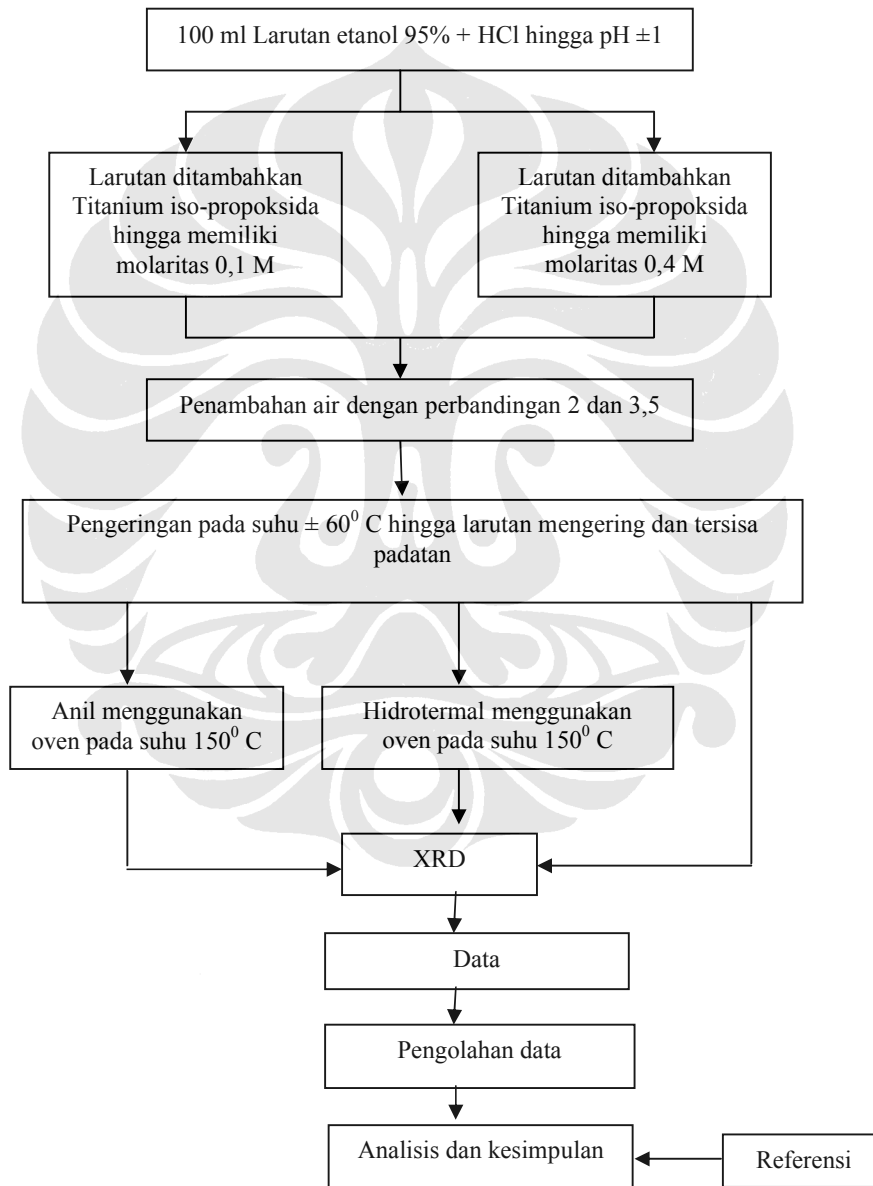 100 ml Larutan etanol 95% + HCl hingga pH ±1
Larutan ditambahkan
Titanium iso-propoksida
hingga memiliki
molaritas 0,1 M
Larutan ditambahkan
Titanium iso-propoksida
hingga memiliki
molaritas 0,4 M
Penambahan air dengan perbandingan 2 dan 3,5
Pengeringan pada suhu ± 60⁰ C hingga larutan mengering dan tersisa
padatan
Anil menggunakan
oven pada suhu 150⁰ C
Hidrotermal menggunakan
oven pada suhu 150⁰ C
XRD
Data
Pengolahan data
Analisis dan kesimpulan
Referensi